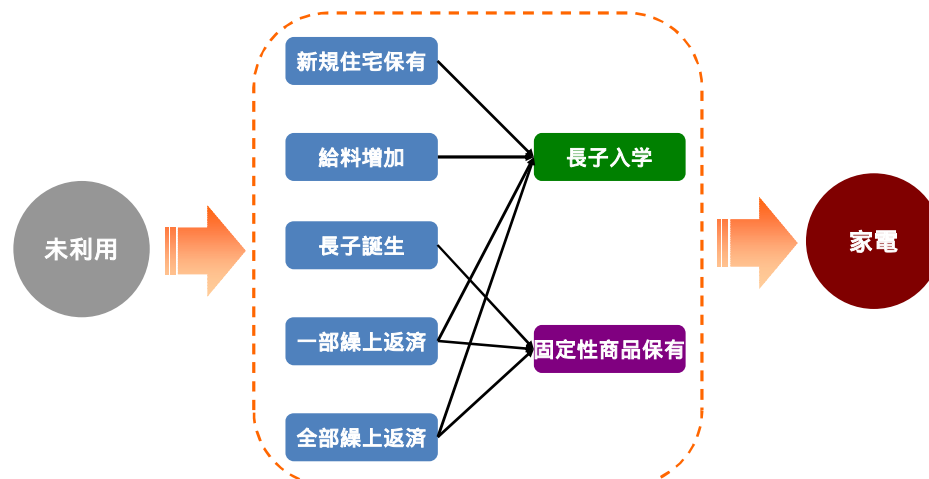 新規住宅保有
給料増加
長子入学
長子誕生
未利用
家電
一部繰上返済
固定性商品保有
全部繰上返済